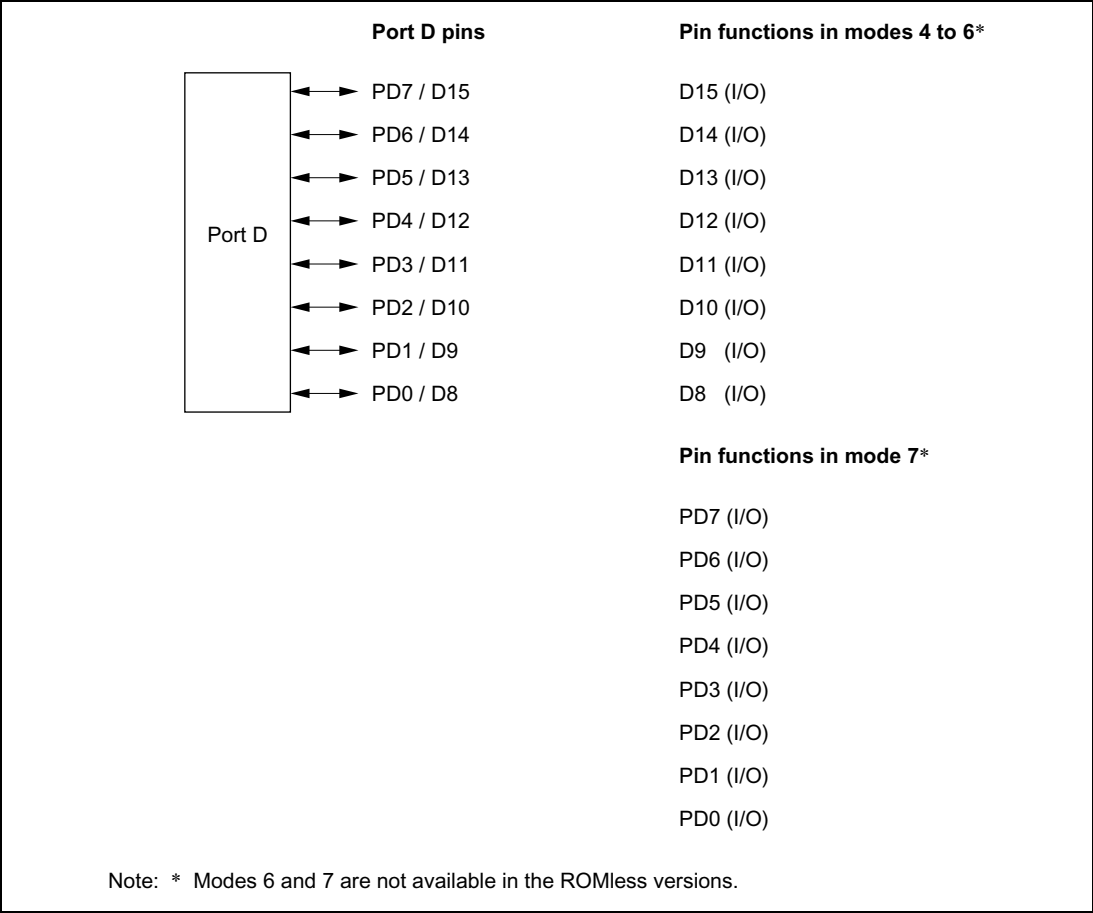 Port D pins Pin functions in modes 4 to 6*
PD7 / D15 D15 (I/O)
PD6 / D14 D14 (I/O)
PD5 / D13 D13 (I/O)
PD4 / D12 D12 (I/O)
Port D
PD3 / D11 D11 (I/O)
PD2 / D10 D10 (I/O)
PD1 / D9 D9 (I/O)
PD0 / D8 D8 (I/O)
Pin functions in mode 7*
PD7 (I/O)
PD6 (I/O)
PD5 (I/O)
PD4 (I/O)
PD3 (I/O)
PD2 (I/O)
PD1 (I/O)
PD0 (I/O)
Note: * Modes 6 and 7 are not available in the ROMless versions.